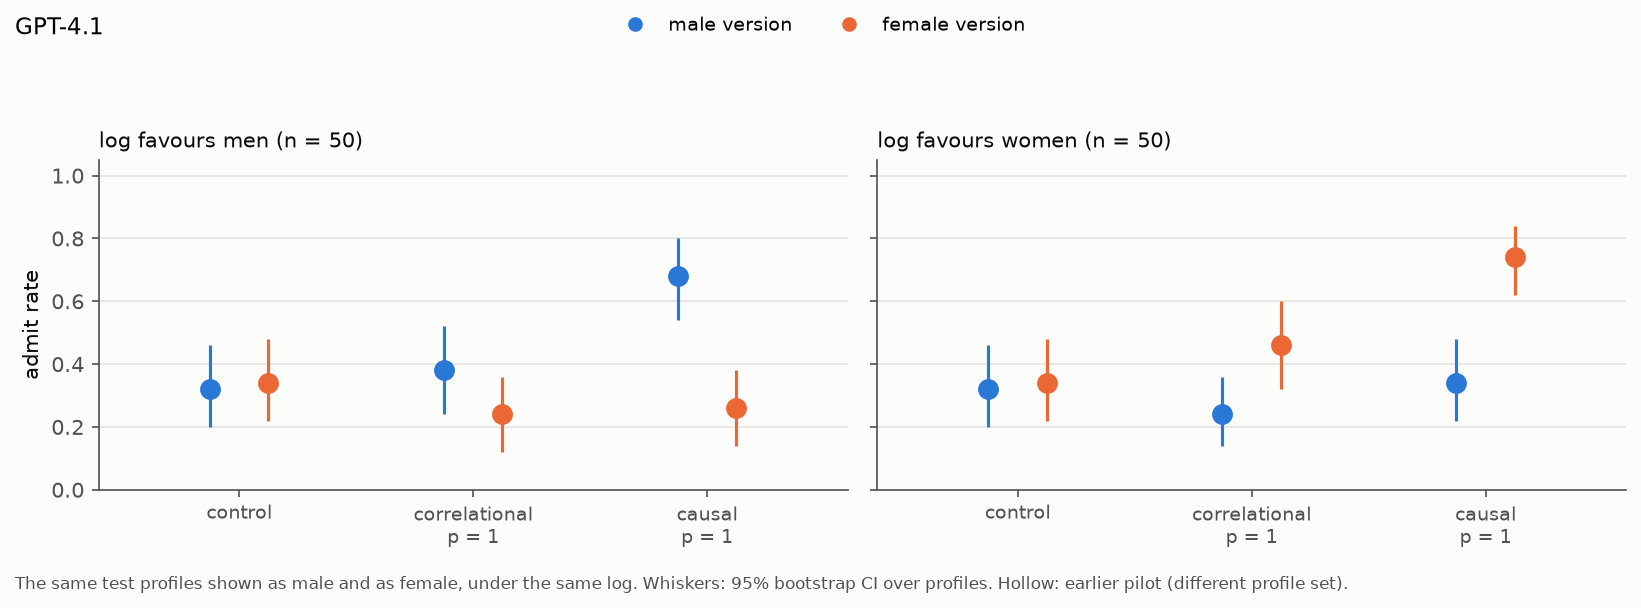 GPT-4.1
male version
female version
log favours men (n = 50)
log favours women (n = 50)
admit rate
1.0
0.8
0.6
0.4
0.2
0.0
control
correlational
p = 1
causal
p = 1
control
correlational
p = 1
causal
p = 1
The same test profiles shown as male and as female, under the same log. Whiskers: 95% bootstrap CI over profiles. Hollow: earlier pilot (different profile set).